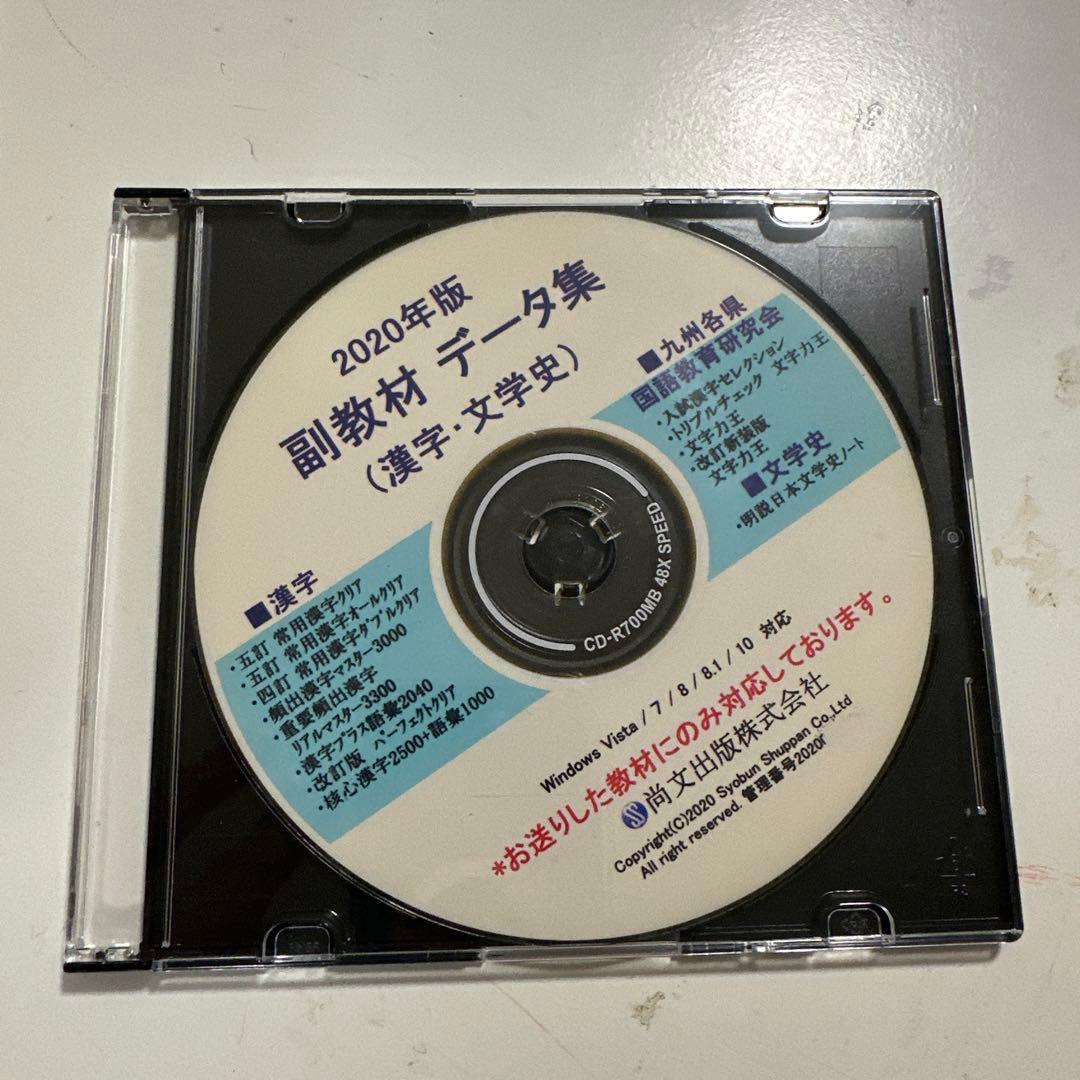 2020年版
副教材 データ集
(漢字・文学史)
■漢字
・五訂 常用漢字クリア
・五訂 常用漢字オールクリア
・四訂 常用漢字ダブルクリア
・頻出漢字マスター3000
・重要頻出漢字
リアルマスター3300
・漢字プラス語彙2040
改訂版 パーフェクトクリア
・核心漢字2500+語彙1000
■九州各県
国語教育研究会
・入試漢字セレクション
・トリプルチェック 文字力王
・文字力王
・改訂新装版
文字力王
■文学史
・明説日本文学史ノート
CD-R700MB 48X SPEED
Windows Vista / 7 / 8 / 8.1 / 10 対応
*お送りした教材にのみ対応しております。
尚文出版株式会社
Copyright(C)2020 Syobun Shuppan Co.,Ltd
All right reserved. 管理番号2020f